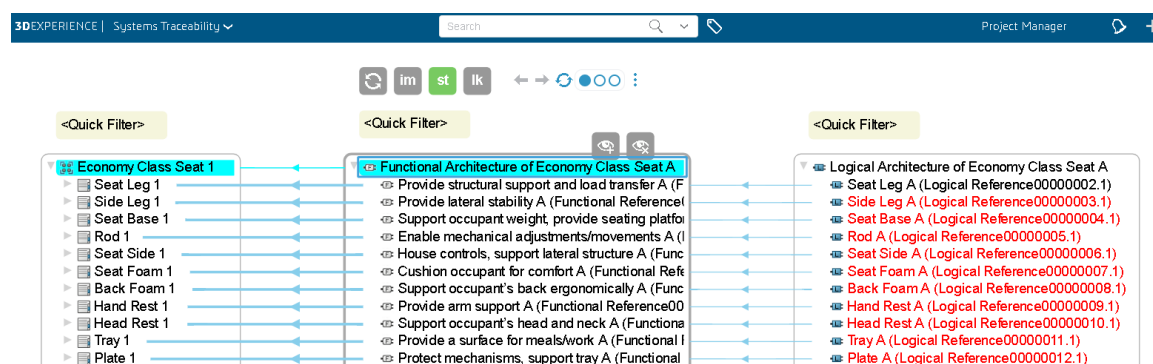 3DEXPERIENCE | Systems Traceability
Search
Project Manager
im st lk
<Quick Filter>
<Quick Filter>
<Quick Filter>
Economy Class Seat 1
Seat Leg 1
Side Leg 1
Seat Base 1
Rod 1
Seat Side 1
Seat Foam 1
Back Foam 1
Hand Rest 1
Head Rest 1
Tray 1
Plate 1
Functional Architecture of Economy Class Seat A
Provide structural support and load transfer A (F
Provide lateral stability A (Functional Reference(
Support occupant weight, provide seating platfor
Enable mechanical adjustments/movements A (
House controls, support lateral structure A (Func
Cushion occupant for comfort A (Functional Refe
Support occupant's back ergonomically A (Func
Provide arm support A (Functional Reference00
Support occupant's head and neck A (Functiona
Provide a surface for meals/work A (Functional
Protect mechanisms, support tray A (Functional
Logical Architecture of Economy Class Seat A
Seat Leg A (Logical Reference00000002.1)
Side Leg A (Logical Reference00000003.1)
Seat Base A (Logical Reference00000004.1)
Rod A (Logical Reference00000005.1)
Seat Side A (Logical Reference00000006.1)
Seat Foam A (Logical Reference00000007.1)
Back Foam A (Logical Reference00000008.1)
Hand Rest A (Logical Reference00000009.1)
Head Rest A (Logical Reference00000010.1)
Tray A (Logical Reference00000011.1)
Plate A (Logical Reference00000012.1)